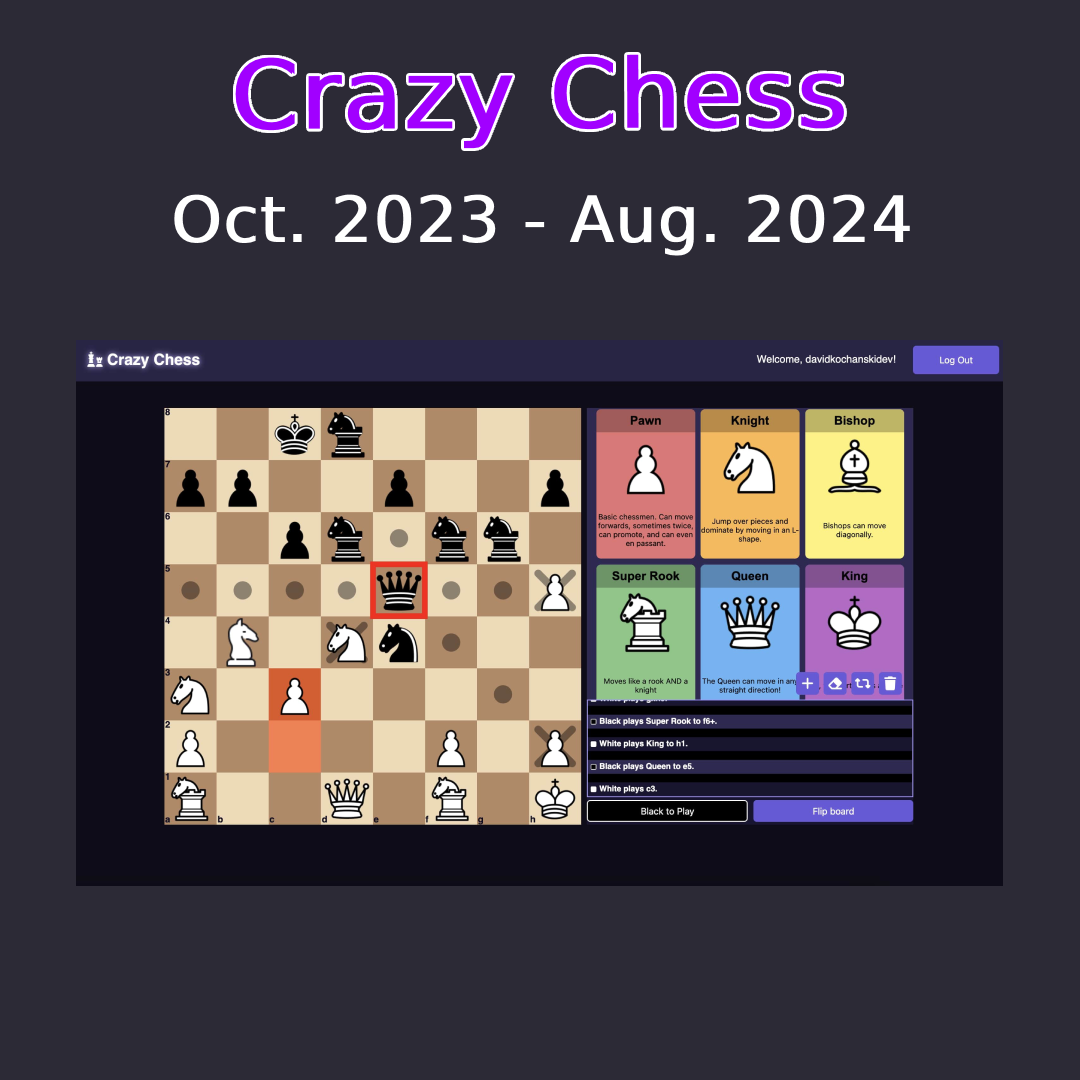 Crazy Chess
Oct. 2023 - Aug. 2024
Crazy Chess
Welcome, davidkochanskidev!
Log Out
8
7
6
5
4
3
2
1
a
b
c
d
e
f
g
h
Pawn
Basic chessmen. Can move
forwards, sometimes twice,
can promote, and can even
en passant.
Knight
Jump over pieces and
dominate by moving in an L-
shape.
Bishop
Bishops can move
diagonally.
Super Rook
Moves like a rook AND a
knight
Queen
The Queen can move in any
straight direction!
King
Black plays Super Rook to f6+.
White plays King to h1.
Black plays Queen to e5.
White plays c3.
Black to Play
Flip board